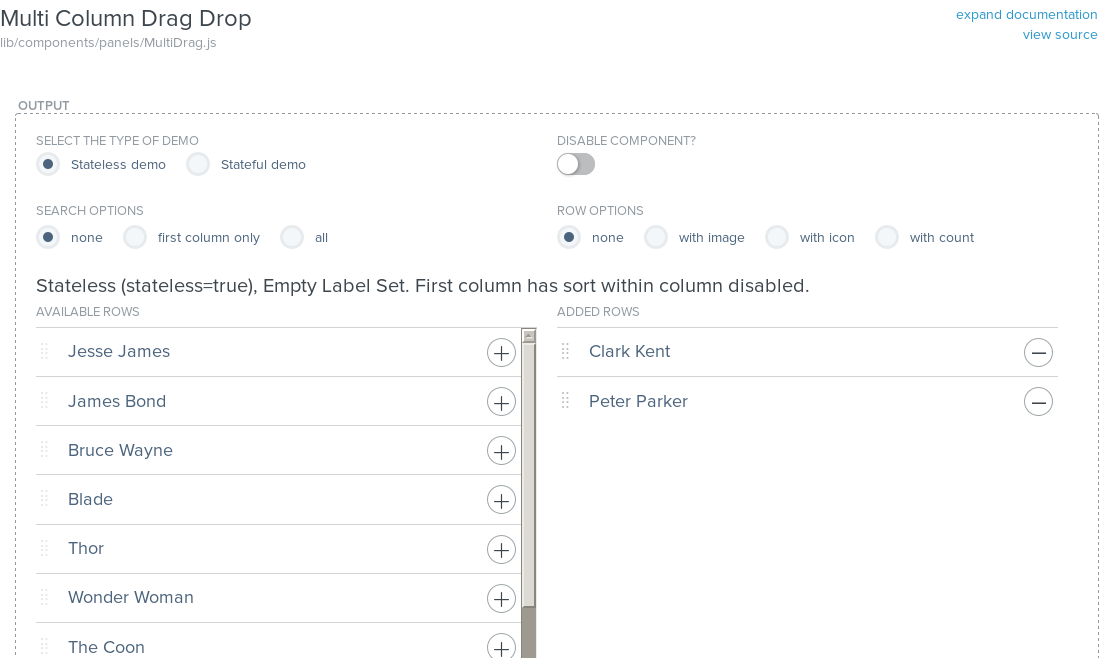 Multi Column Drag Drop
expand documentation
lib/components/panels/MultiDrag.js
view source
OUTPUT
SELECT THE TYPE OF DEMO
DISABLE COMPONENT?
Stateless demo Stateful demo
SEARCH OPTIONS
ROW OPTIONS
none first column only all
none with image with icon with count
Stateless (stateless=true), Empty Label Set. First column has sort within column disabled.
AVAILABLE ROWS
ADDED ROWS
Jesse James
Clark Kent
James Bond
Peter Parker
Bruce Wayne
Blade
Thor
Wonder Woman
The Coon